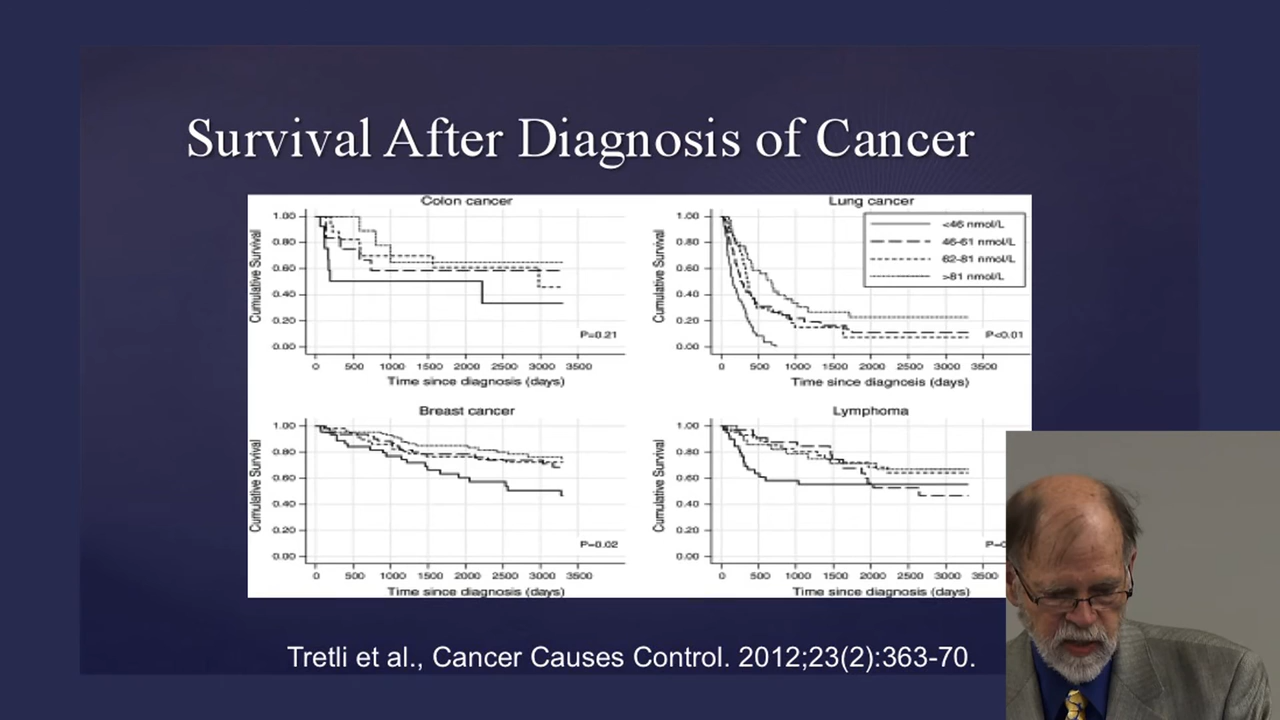 Survival After Diagnosis of Cancer
Colon cancer
1.00
0.80
0.60
0.40
0.20
0.00
Cumulative Survival
P=0.21
0 500 1000 1500 2000 2500 3000 3500
Time since diagnosis (days)
Lung cancer
1.00
0.80
0.60
0.40
0.20
0.00
Cumulative Survival
<46 nmol/L
46-61 nmol/L
62-81 nmol/L
>81 nmol/L
P<0.01
0 500 1000 1500 2000 2500 3000 3500
Time since diagnosis (days)
Breast cancer
1.00
0.80
0.60
0.40
0.20
0.00
Cumulative Survival
P=0.02
0 500 1000 1500 2000 2500 3000 3500
Time since diagnosis (days)
Lymphoma
1.00
0.80
0.60
0.40
0.20
0.00
Cumulative Survival
0 500 1000 1500 2000 2500 3000 3500
Time since diagnosis (days)
Tretli et al., Cancer Causes Control. 2012;23(2):363-70.